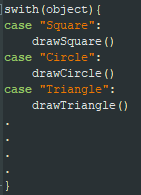 swith(object){
case "Square":
    drawSquare()
case "Circle":
    drawCircle()
case "Triangle":
    drawTriangle()
.
.
.
.
}